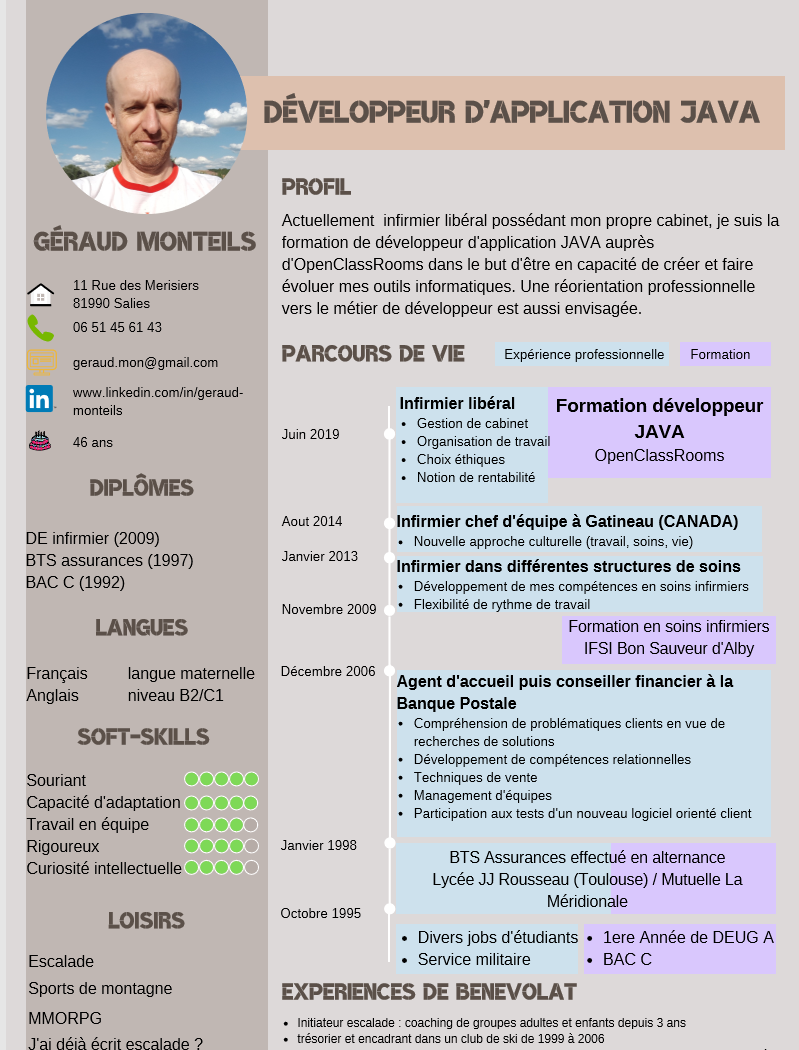 DÉVELOPPEUR D'APPLICATION JAVA
GÉRAUD MONTEILS
11 Rue des Merisiers
81990 Salies
06 51 45 61 43
geraud.mon@gmail.com
in
www.linkedin.com/in/geraud-
monteils
46 ans
DIPLÔMES
DE infirmier (2009)
BTS assurances (1997)
BAC C (1992)
LANGUES
Français langue maternelle
Anglais niveau B2/C1
SOFT-SKILLS
Souriant
Capacité d'adaptation
Travail en équipe
Rigoureux
Curiosité intellectuelle
LOISIRS
Escalade
Sports de montagne
MMORPG
J'ai déjà écrit escalade ?
PROFIL
Actuellement infirmier libéral possédant mon propre cabinet, je suis la
formation de développeur d'application JAVA auprès
d'OpenClassRooms dans le but d'être en capacité de créer et faire
évoluer mes outils informatiques. Une réorientation professionnelle
vers le métier de développeur est aussi envisagée.
PARCOURS DE VIE
Expérience professionnelle
Formation
Juin 2019
Infirmier libéral
• Gestion de cabinet
• Organisation de travail
• Choix éthiques
• Notion de rentabilité
Formation développeur
JAVA
OpenClassRooms
Aout 2014
Infirmier chef d'équipe à Gatineau (CANADA)
• Nouvelle approche culturelle (travail, soins, vie)
Janvier 2013
Infirmier dans différentes structures de soins
• Développement de mes compétences en soins infirmiers
• Flexibilité de rythme de travail
Novembre 2009
Formation en soins infirmiers
IFSI Bon Sauveur d'Alby
Décembre 2006
Agent d'accueil puis conseiller financier à la
Banque Postale
• Compréhension de problématiques clients en vue de
recherches de solutions
• Développement de compétences relationnelles
• Techniques de vente
• Management d'équipes
• Participation aux tests d'un nouveau logiciel orienté client
Janvier 1998
BTS Assurances effectué en alternance
Lycée JJ Rousseau (Toulouse) / Mutuelle La
Méridionale
Octobre 1995
• Divers jobs d'étudiants
• Service militaire
• 1ere Année de DEUG A
• BAC C
EXPERIENCES DE BENEVOLAT
• Initiateur escalade : coaching de groupes adultes et enfants depuis 3 ans
• trésorier et encadrant dans un club de ski de 1999 à 2006